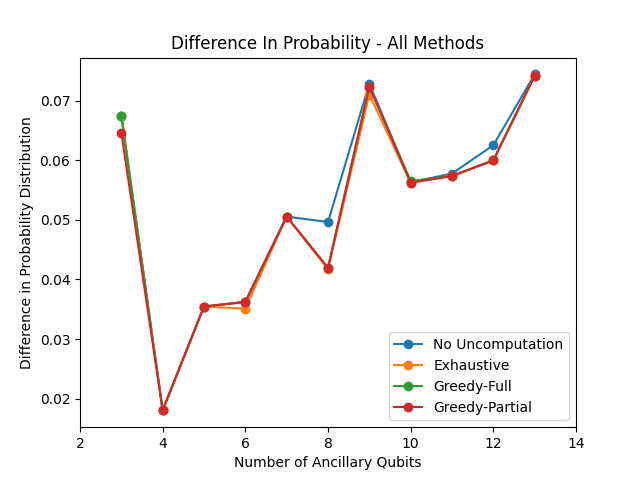 Difference In Probability - All Methods
Difference in Probability Distribution
0.07
0.06
0.05
0.04
0.03
0.02
2 4 6 8 10 12 14
Number of Ancillary Qubits
No Uncomputation
Exhaustive
Greedy-Full
Greedy-Partial